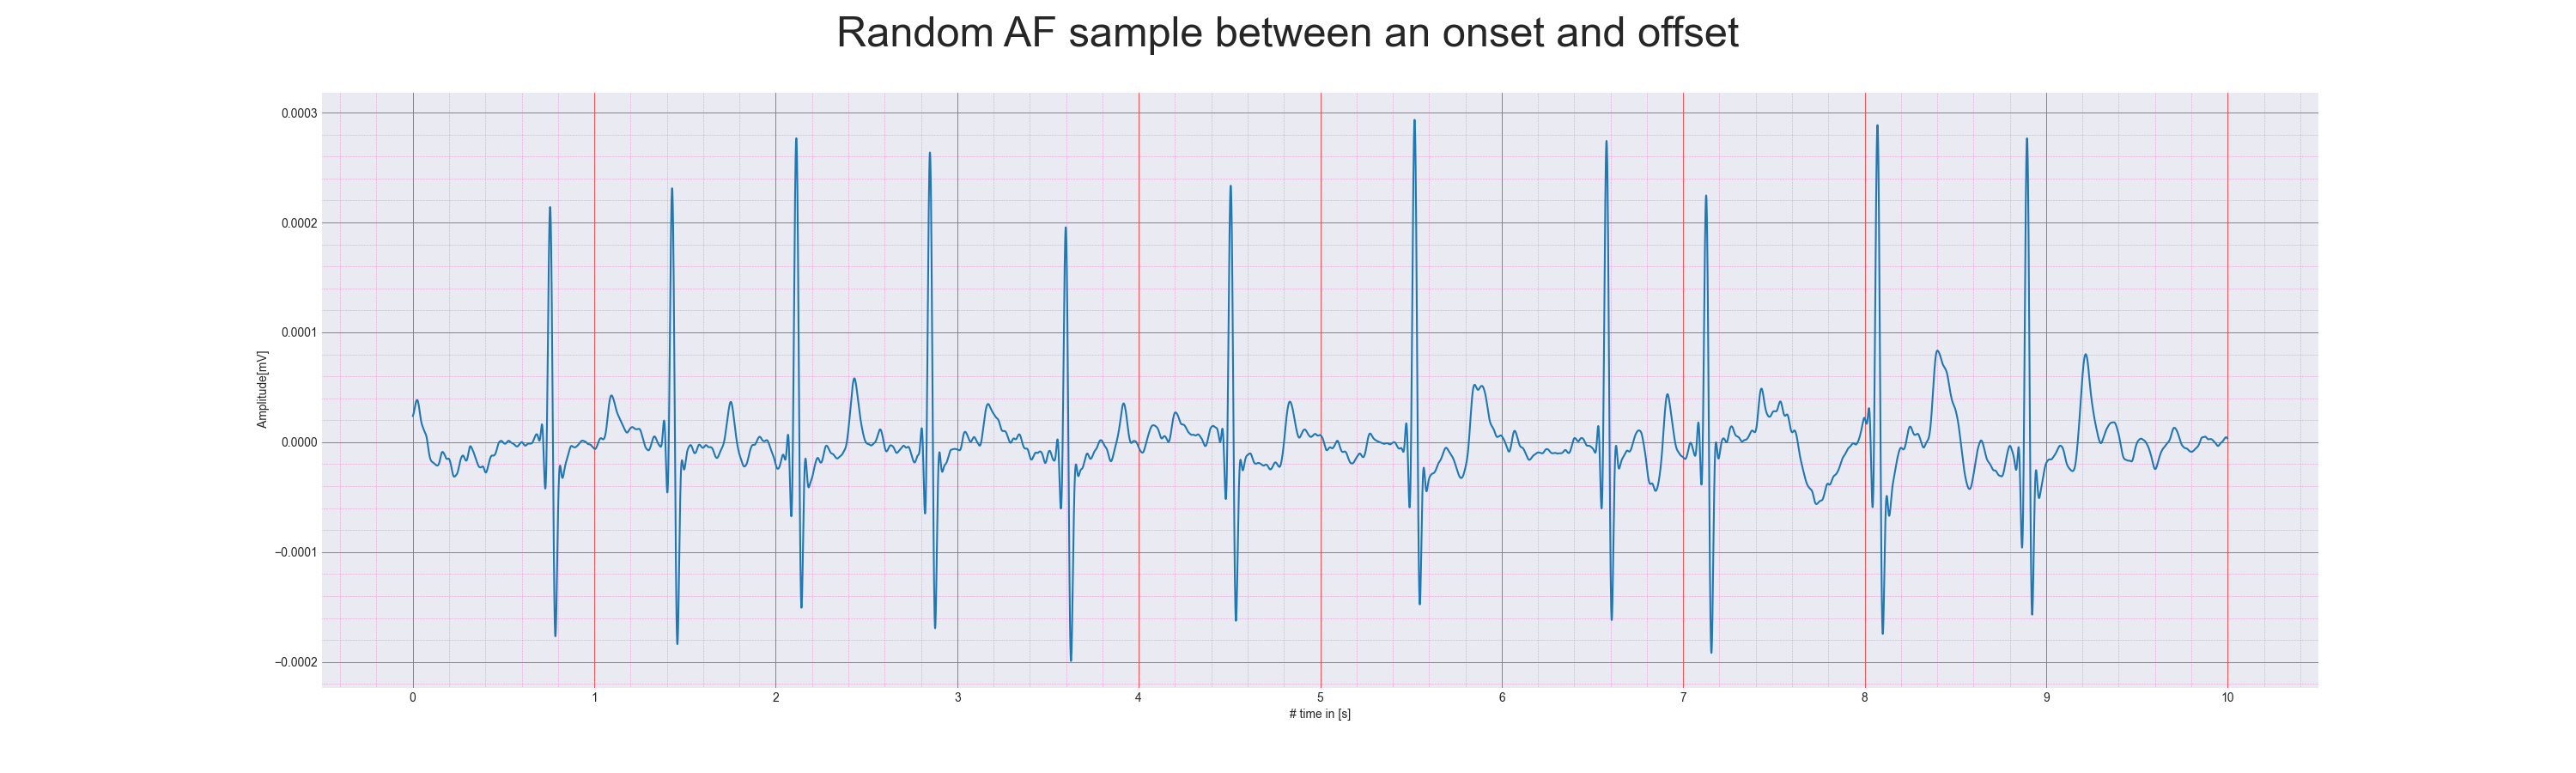 Random AF sample between an onset and offset
0.0003
0.0002
0.0001
0.0000
−0.0001
−0.0002
Amplitude[mV]
0 1 2 3 4 5 6 7 8 9 10
# time in [s]